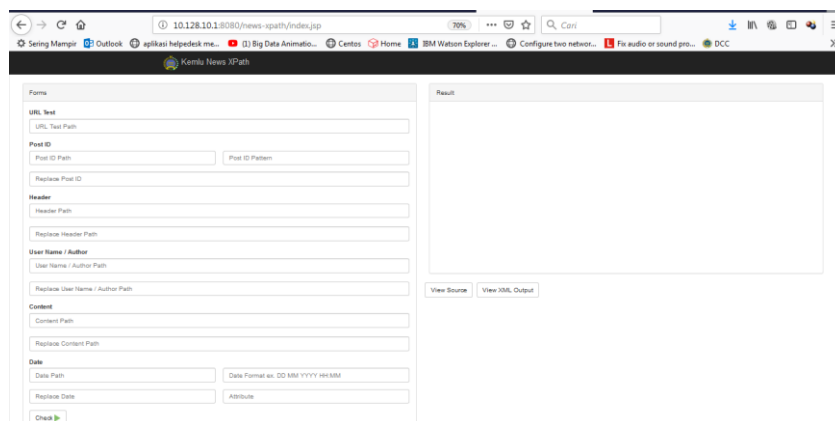 10.128.10.1:8080/news-xpath/index.jsp
70%
Cari
Sering Mampir
Outlook
aplikasi helpdesk me...
(1) Big Data Animatio...
Centos
Home
IBM Watson Explorer ...
Configure two networ...
Fix audio or sound pro...
DCC
Kemlu News XPath
Forms
URL Test
URL Test Path
Post ID
Post ID Path
Post ID Pattern
Replace Post ID
Header
Header Path
Replace Header Path
User Name / Author
User Name / Author Path
Replace User Name / Author Path
Content
Content Path
Replace Content Path
Date
Date Path
Date Format ex. DD MM YYYY HH:MM
Replace Date
Attribute
Check
Result
View Source
View XML Output